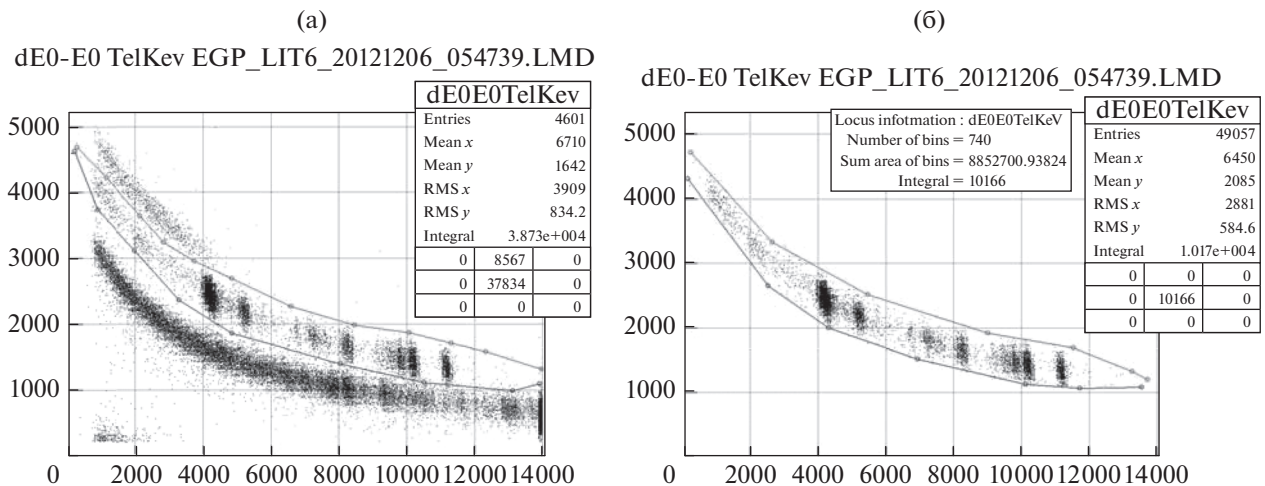 (а)
dE0-E0 TelKev EGP_LIT6_20121206_054739.LMD
dE0E0TelKev
Entries 4601
Mean x 6710
Mean y 1642
RMS x 3909
RMS y 834.2
Integral 3.873e+004
0 8567 0
0 37834 0
0 0 0
5000
4000
3000
2000
1000
0 2000 4000 6000 8000 10000 12000 14000
(б)
dE0-E0 TelKev EGP_LIT6_20121206_054739.LMD
Locus infotmation : dE0E0TelKeV
Number of bins = 740
Sum area of bins = 8852700.93824
Integral = 10166
dE0E0TelKev
Entries 49057
Mean x 6450
Mean y 2085
RMS x 2881
RMS y 584.6
Integral 1.017e+004
0 0 0
0 10166 0
0 0 0
5000
4000
3000
2000
1000
0 2000 4000 6000 8000 10000 12000 14000